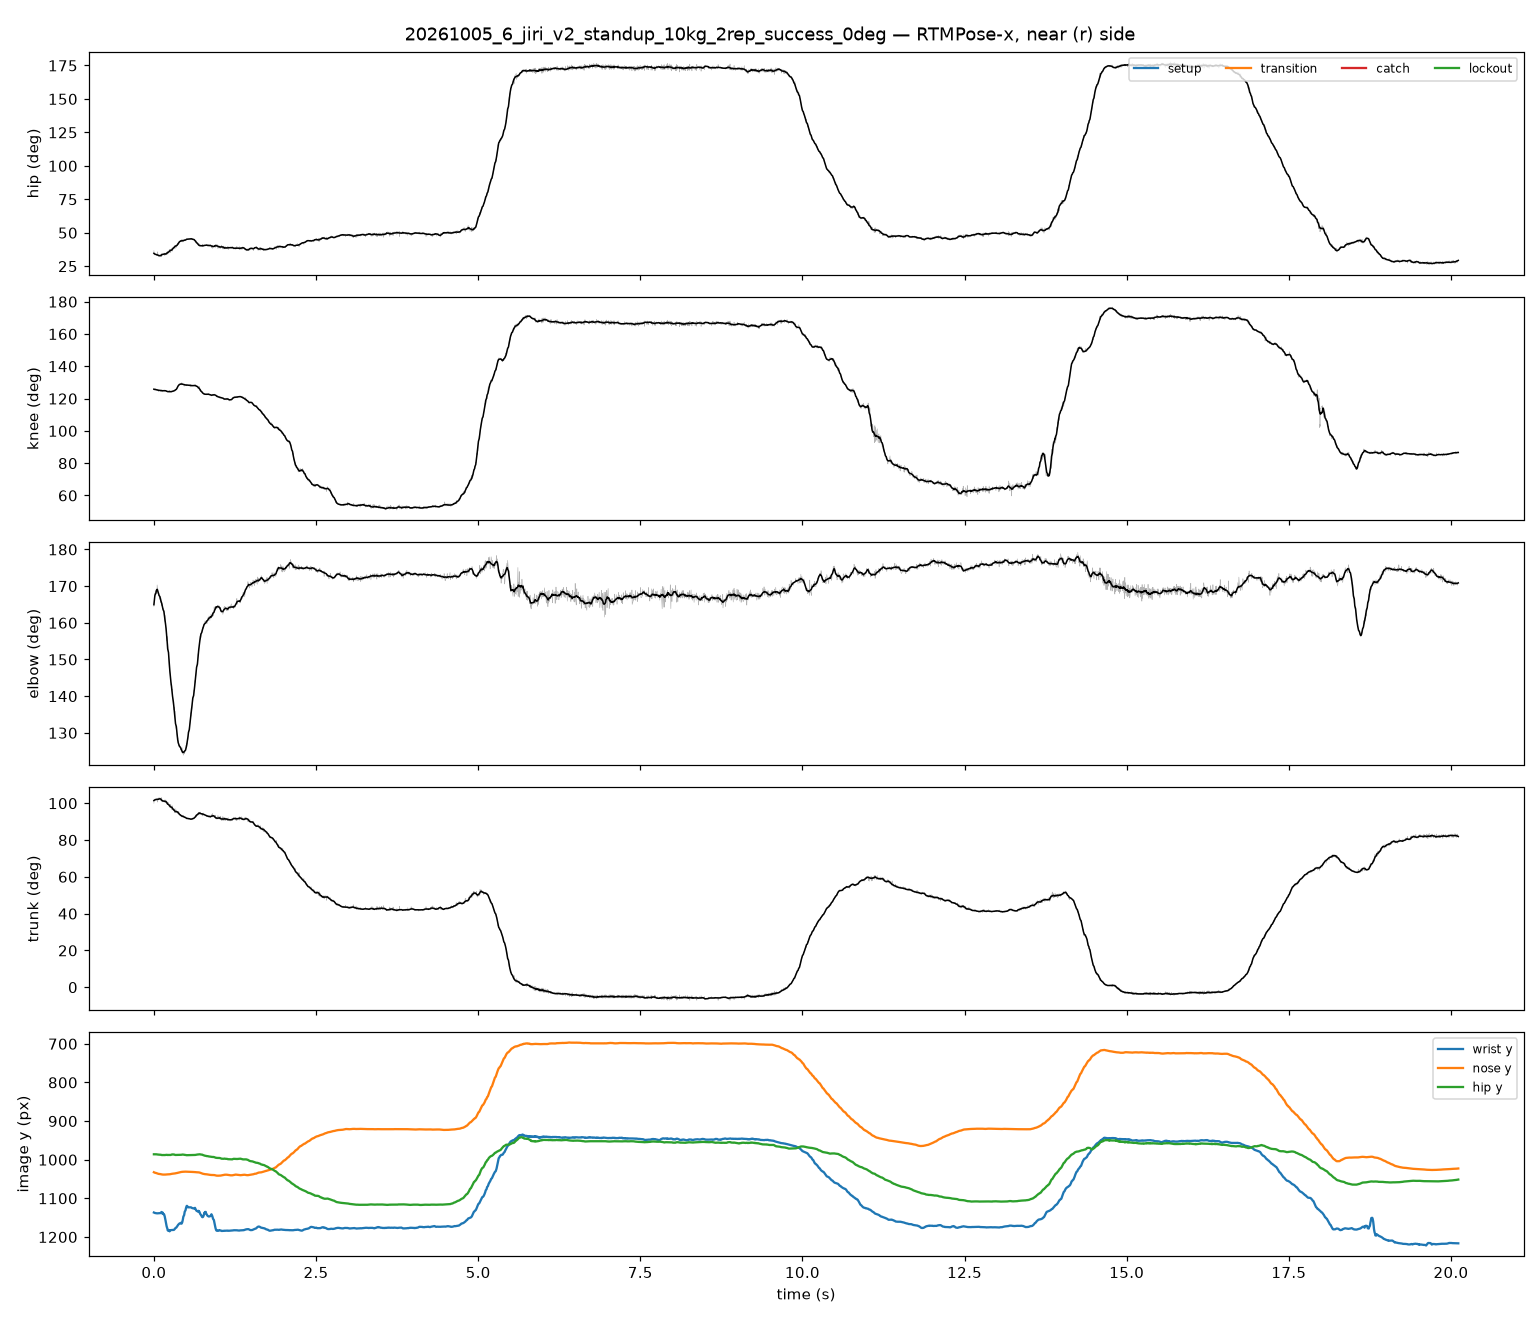 20261005_6_jiri_v2_standup_10kg_2rep_success_0deg — RTMPose-x, near (r) side
hip (deg)
175
150
125
100
75
50
25
setup transition catch lockout
knee (deg)
180
160
140
120
100
80
60
elbow (deg)
180
170
160
150
140
130
trunk (deg)
100
80
60
40
20
0
image y (px)
700
800
900
1000
1100
1200
wrist y
nose y
hip y
0.0 2.5 5.0 7.5 10.0 12.5 15.0 17.5 20.0
time (s)